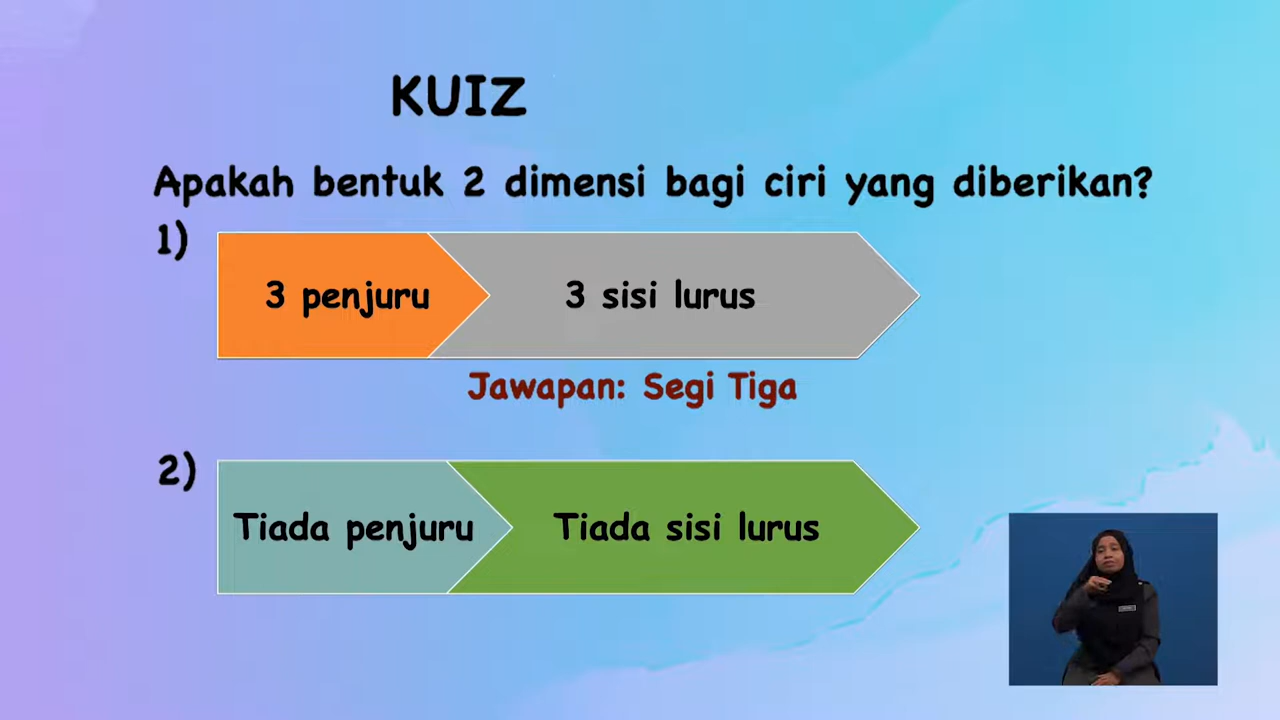 KUIZ
Apakah bentuk 2 dimensi bagi ciri yang diberikan?
1)
3 penjuru
3 sisi lurus
Jawapan: Segi Tiga
2)
Tiada penjuru
Tiada sisi lurus